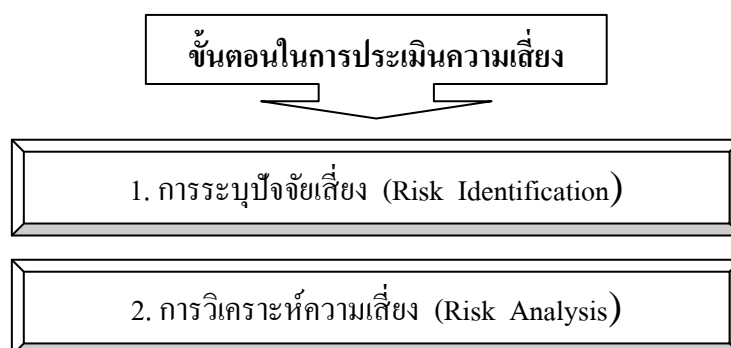 ขั้นตอนในการประเมินความเสี่ยง
1. การระบุปัจจัยเสี่ยง (Risk Identification)
2. การวิเคราะห์ความเสี่ยง (Risk Analysis)